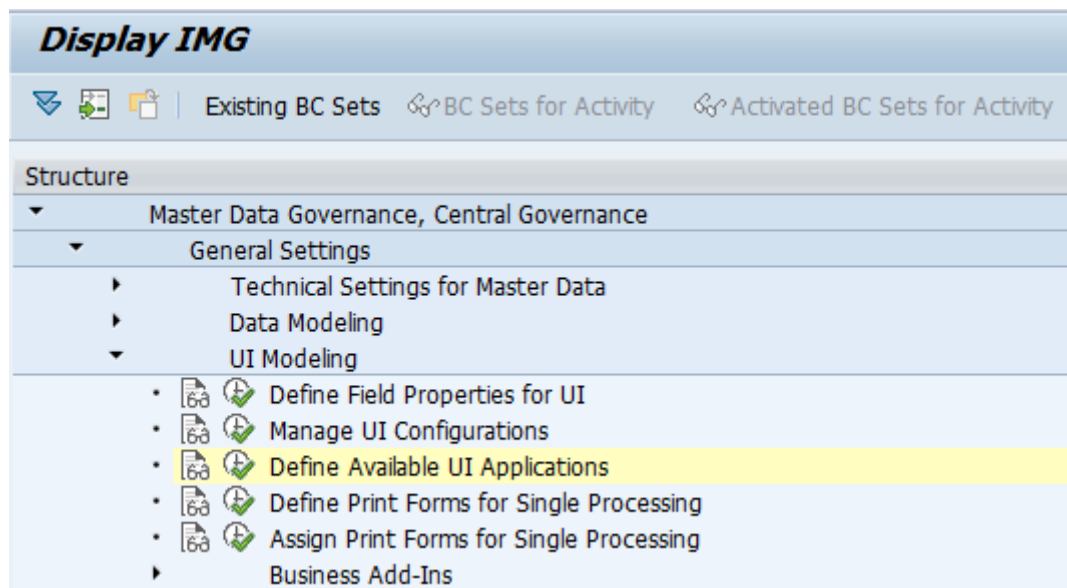 Display IMG
Existing BC Sets BC Sets for Activity Activated BC Sets for Activity
Structure
Master Data Governance, Central Governance
General Settings
Technical Settings for Master Data
Data Modeling
UI Modeling
Define Field Properties for UI
Manage UI Configurations
Define Available UI Applications
Define Print Forms for Single Processing
Assign Print Forms for Single Processing
Business Add-Ins